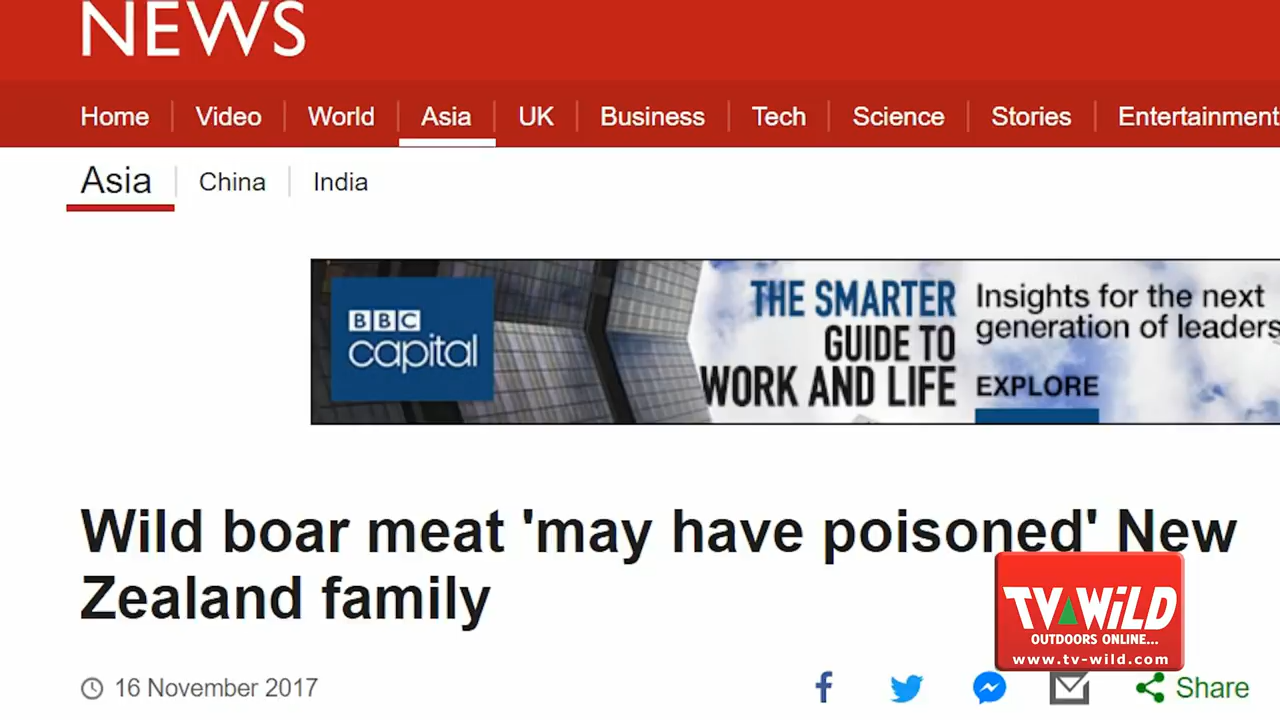 NEWS
Home Video World Asia UK Business Tech Science Stories Entertainment
Asia China India
BBC
capital
THE SMARTER
GUIDE TO
WORK AND LIFE
Insights for the next
generation of leaders
EXPLORE
Wild boar meat 'may have poisoned' New
Zealand family
TV WiLD
OUTDOORS ONLINE...
www.tv-wild.com
16 November 2017
Share